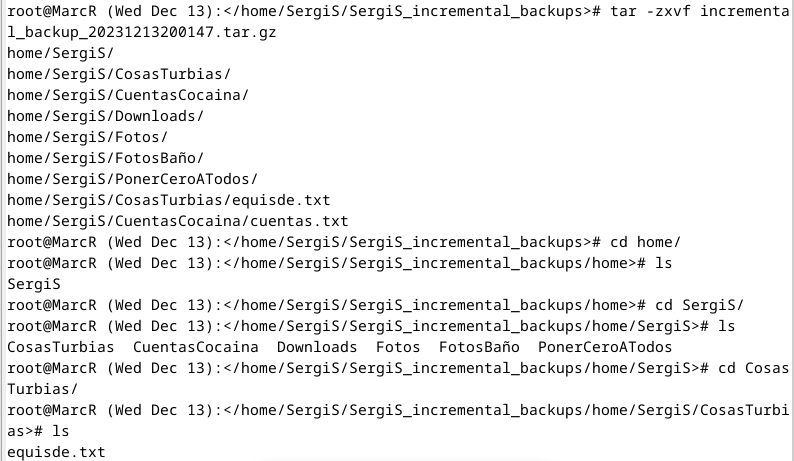 root@MarcR (Wed Dec 13):</home/SergiS/SergiS_incremental_backups># tar -zxvf incrementa
l_backup_20231213200147.tar.gz
home/SergiS/
home/SergiS/CosasTurbias/
home/SergiS/CuentasCocaina/
home/SergiS/Downloads/
home/SergiS/Fotos/
home/SergiS/FotosBaño/
home/SergiS/PonerCeroATodos/
home/SergiS/CosasTurbias/equisde.txt
home/SergiS/CuentasCocaina/cuentas.txt
root@MarcR (Wed Dec 13):</home/SergiS/SergiS_incremental_backups># cd home/
root@MarcR (Wed Dec 13):</home/SergiS/SergiS_incremental_backups/home># ls
SergiS
root@MarcR (Wed Dec 13):</home/SergiS/SergiS_incremental_backups/home># cd SergiS/
root@MarcR (Wed Dec 13):</home/SergiS/SergiS_incremental_backups/home/SergiS># ls
CosasTurbias  CuentasCocaina  Downloads  Fotos  FotosBaño  PonerCeroATodos
root@MarcR (Wed Dec 13):</home/SergiS/SergiS_incremental_backups/home/SergiS># cd Cosas
Turbias/
root@MarcR (Wed Dec 13):</home/SergiS/SergiS_incremental_backups/home/SergiS/CosasTurbi
as># ls
equisde.txt